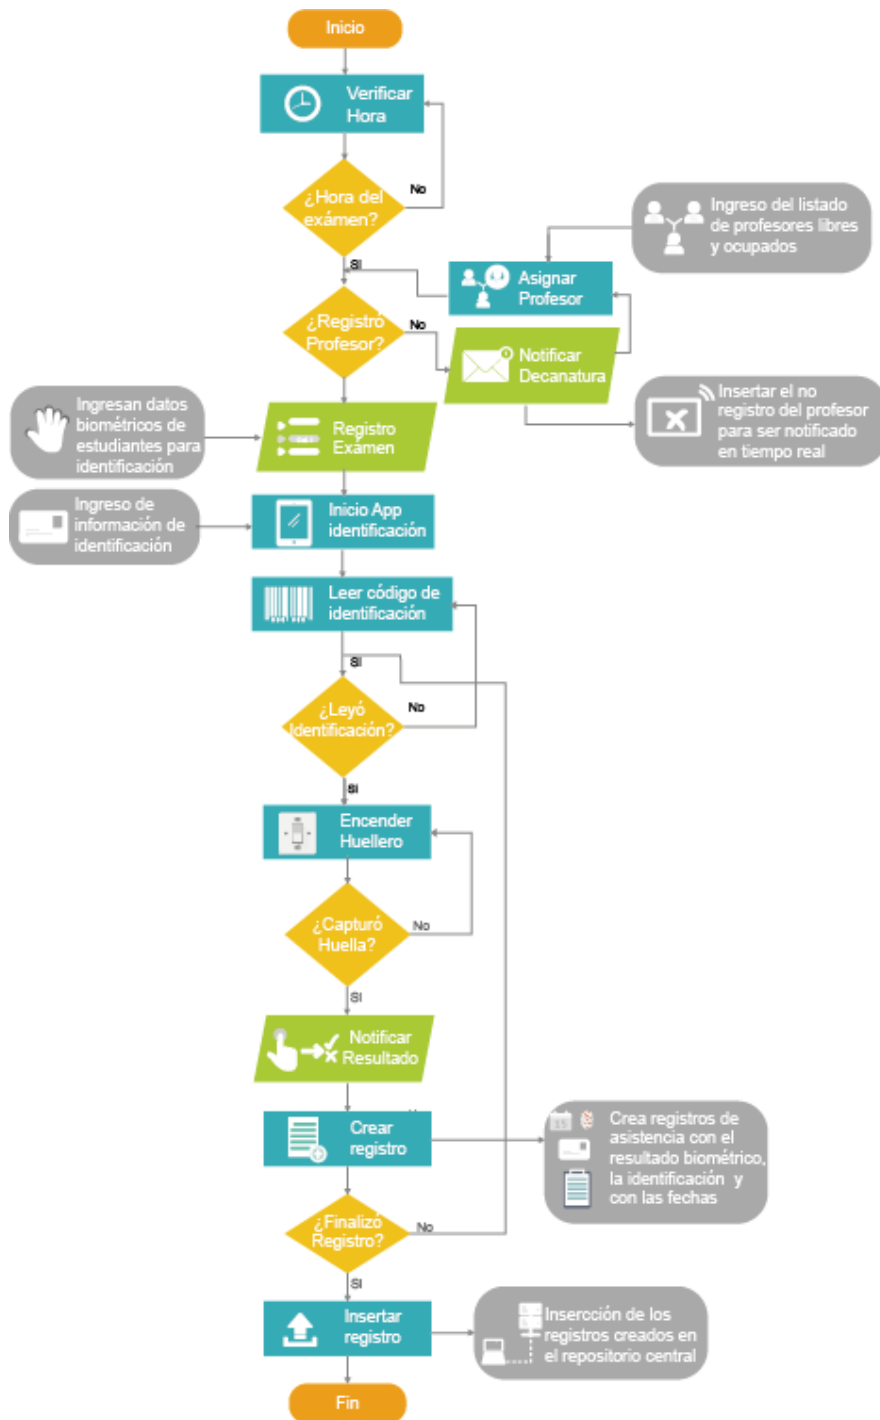 Inicio
Verificar
Hora
¿Hora del
exámen?
No
Ingreso del listado
de profesores libres
y ocupados
SI
Asignar
Profesor
¿Registró
Profesor?
No
Notificar
Decanatura
Insertar el no
registro del profesor
para ser notificado
en tiempo real
Ingresan datos
biométricos de
estudiantes para
identificación
Registro
Exámen
Ingreso de
información de
identificación
Inicio App
identificación
Leer código de
identificación
SI
¿Leyó
Identificación?
No
SI
Encender
Huellero
¿Capturó
Huella?
No
SI
Notificar
Resultado
Crear
registro
15
Crea registros de
asistencia con el
resultado biométrico,
la identificación y
con las fechas
¿Finalizó
Registro?
No
SI
Insertar
registro
Insercción de los
registros creados en
el repositorio central
Fin